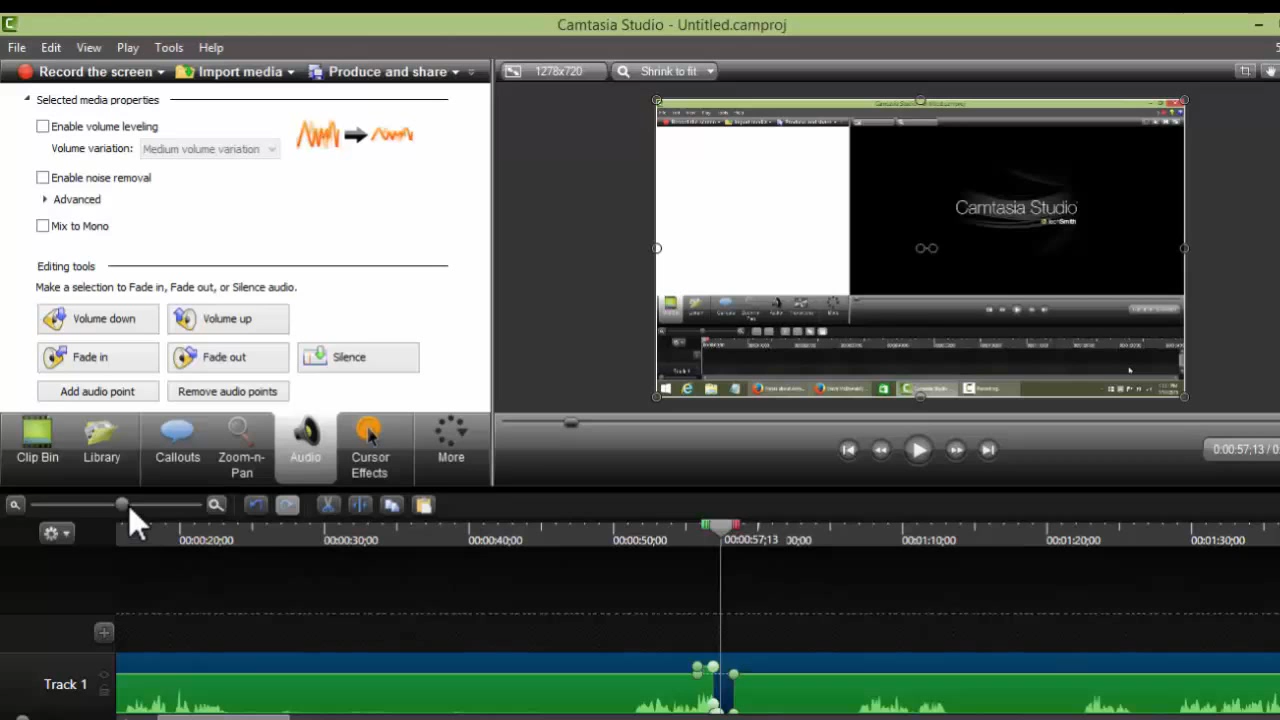 Camtasia Studio - Untitled.camproj
File Edit View Play Tools Help
Record the screen Import media Produce and share
1278x720 Shrink to fit
Selected media properties
Enable volume leveling
Volume variation: Medium volume variation
Enable noise removal
Advanced
Mix to Mono
Editing tools
Make a selection to Fade in, Fade out, or Silence audio.
Volume down Volume up
Fade in Fade out Silence
Add audio point Remove audio points
Camtasia Studio
TechSmith
Clip Bin Library Callouts Zoom-n-Pan Audio Cursor Effects More
0:00:57;13 / 0:
00:00:20;00 00:00:30;00 00:00:40;00 00:00:50;00 00:00:57;13 00;00 00:01:10;00 00:01:20;00 00:01:30;00
Track 1